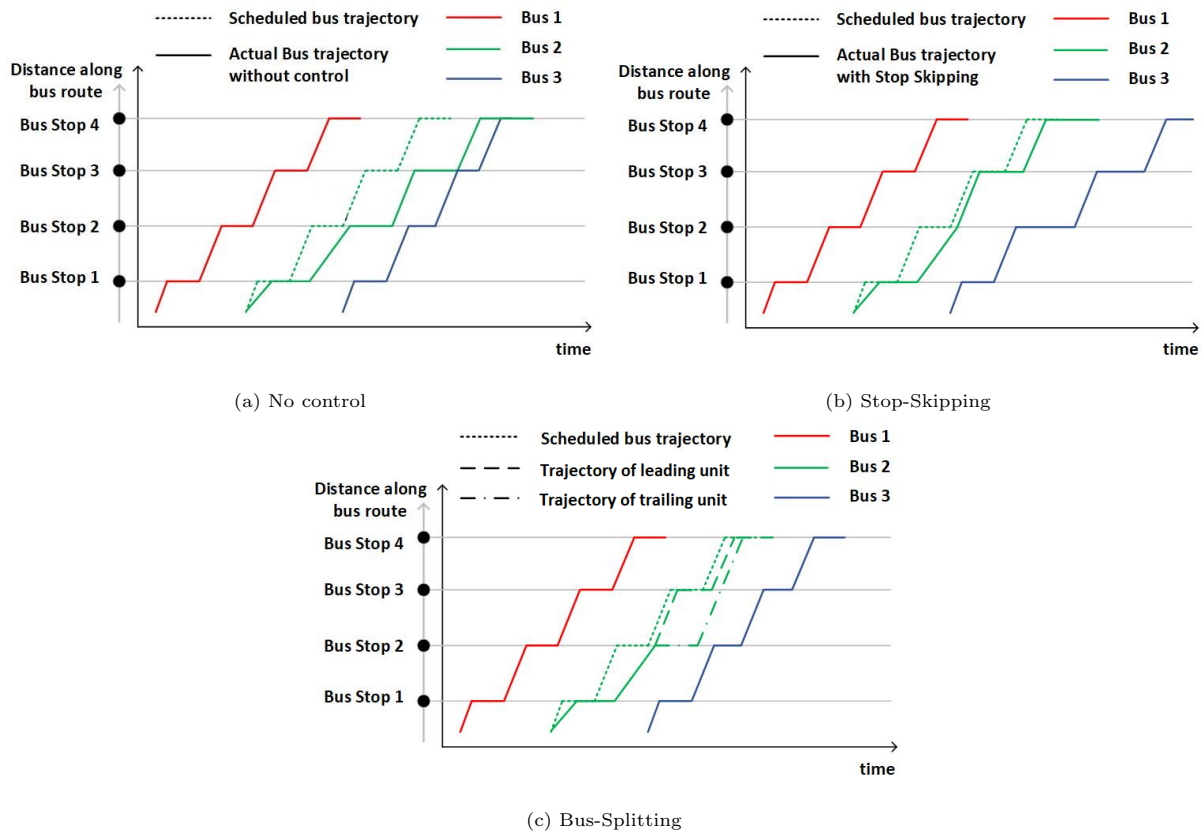 Scheduled bus trajectory
Bus 1
Actual Bus trajectory
without control
Bus 2
Bus 3
Distance along
bus route
Bus Stop 4
Bus Stop 3
Bus Stop 2
Bus Stop 1
time
(a) No control
Scheduled bus trajectory
Bus 1
Actual Bus trajectory
with Stop Skipping
Bus 2
Bus 3
Distance along
bus route
Bus Stop 4
Bus Stop 3
Bus Stop 2
Bus Stop 1
time
(b) Stop-Skipping
Scheduled bus trajectory
Bus 1
Trajectory of leading unit
Bus 2
Trajectory of trailing unit
Bus 3
Distance along
bus route
Bus Stop 4
Bus Stop 3
Bus Stop 2
Bus Stop 1
time
(c) Bus-Splitting